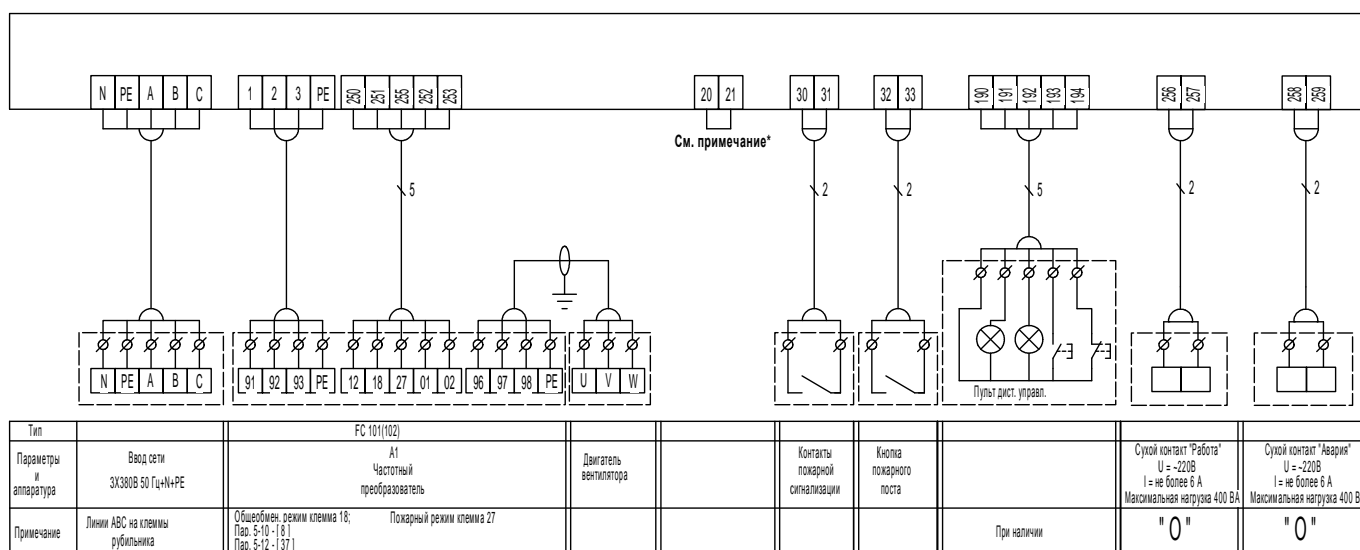 N PE A B C 1 2 3 PE 250 251 255 252 253 20 21 30 31 32 33 190 191 192 193 194 256 257 258 259
См. примечание*
5 2 2 5 2 2
N PE A B C 91 92 93 PE 12 18 27 01 02 96 97 98 PE U V W
Пульт дист. управл.
Тип
FC 101(102)
Параметры
и
аппаратура
Ввод сети
3X380В 50 Гц+N+PE
А1
Частотный
преобразователь
Двигатель
вентилятора
Контакты
пожарной
сигнализации
Кнопка
пожарного
поста
Сухой контакт "Работа"
U = ~220В
I = не более 6 А
Максимальная нагрузка 400 ВА
Сухой контакт "Авария"
U = ~220В
I = не более 6 А
Максимальная нагрузка 400 В
Примечание
Линии АВС на клеммы
рубильника
Общеобмен. режим клемма 18;
Пар. 5-10 - [ 8 ]
Пар. 5-12 - [ 37 ]
Пожарный режим клемма 27
При наличии
" О "
" О "